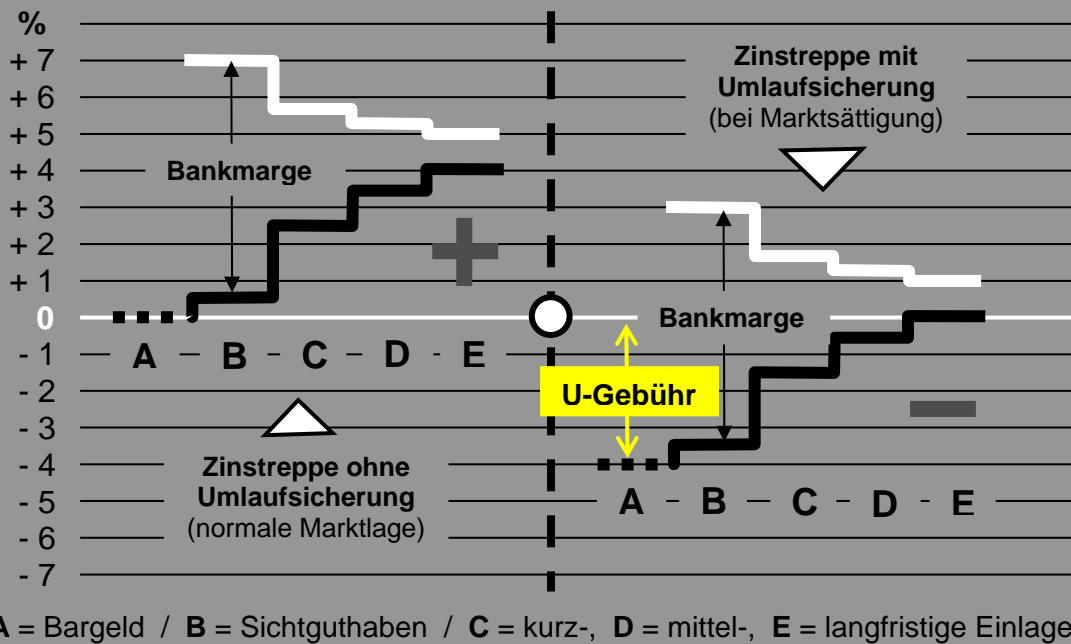 %
+ 7
+ 6
+ 5
+ 4
+ 3
+ 2
+ 1
0
- 1
- 2
- 3
- 4
- 5
- 6
- 7
Bankmarge
A – B – C – D – E
Zinstreppe ohne
Umlaufsicherung
(normale Marktlage)
Zinstreppe mit
Umlaufsicherung
(bei Marktsättigung)
Bankmarge
U-Gebühr
A – B – C – D – E
A = Bargeld / B = Sichtguthaben / C = kurz-, D = mittel-, E = langfristige Einlage